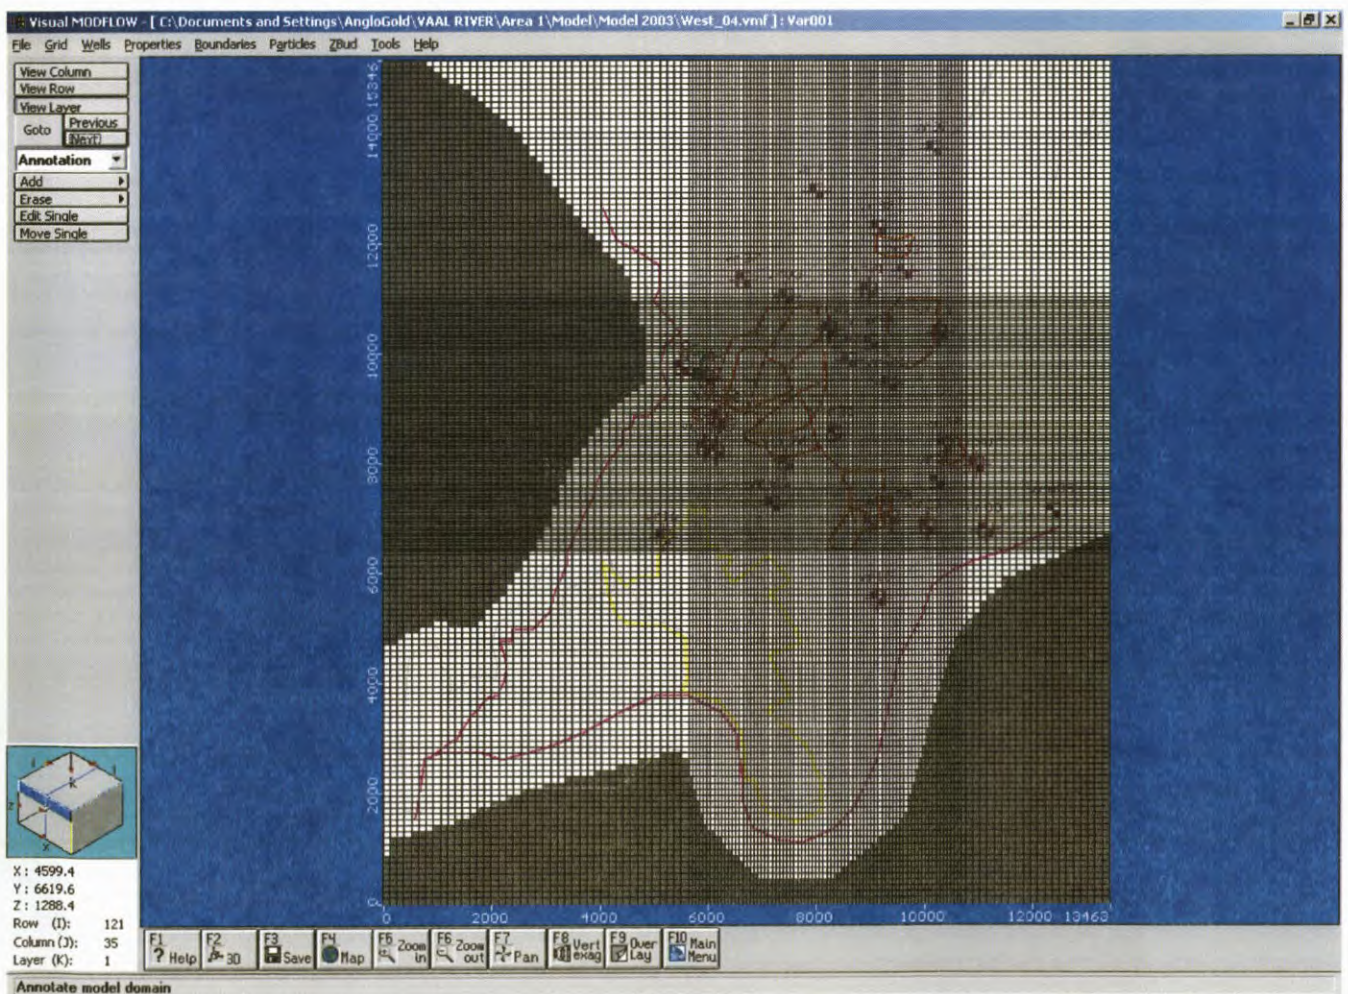 Visual MODFLOW - [ C:\Documents and Settings\AngloGold\VAAL RIVER\Area 1\Model\Model 2003\West_04.vmf ] : Var001
File Grid Wells Properties Boundaries Particles ZBud Tools Help
View Column
View Row
View Layer
Goto
Previous
(Next)
Annotation
Add
Erase
Edit Single
Move Single
15346
14000
12000
10000
8000
6000
4000
2000
0
0 2000 4000 6000 8000 10000 12000 13463
X : 4599.4
Y : 6619.6
Z : 1288.4
Row (I): 121
Column (J): 35
Layer (K): 1
F1 ? Help
F2 3D
F3 Save
F4 Map
F5 Zoom in
F6 Zoom out
F7 Pan
F8 Vert exag
F9 Over Lay
F10 Main Menu
Annotate model domain